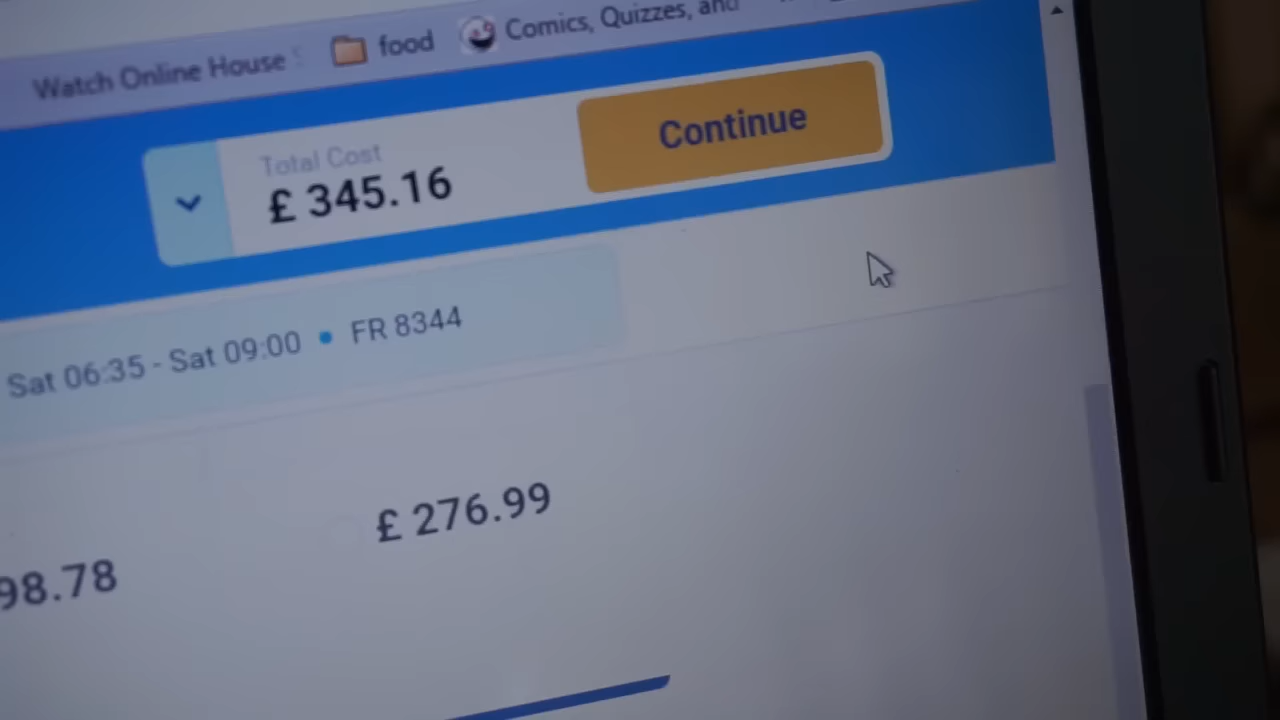 Watch Online House
food
Comics, Quizzes, and
Total Cost
£ 345.16
Continue
Sat 06:35 - Sat 09:00 • FR 8344
£ 276.99
98.78